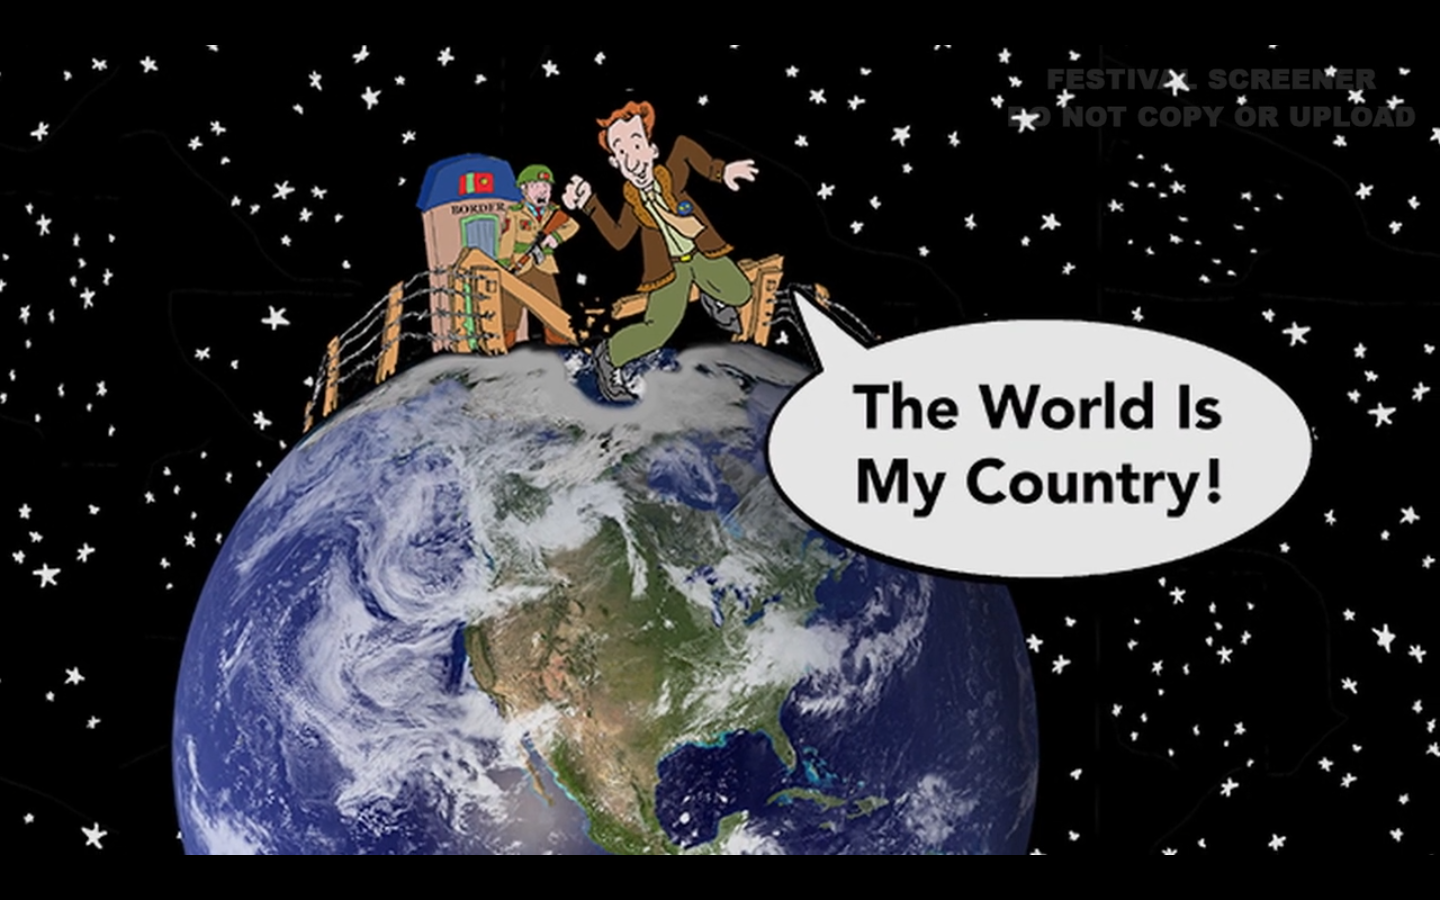 FESTIVAL SCREENER
DO NOT COPY OR UPLOAD
BORDER
The World Is
My Country!